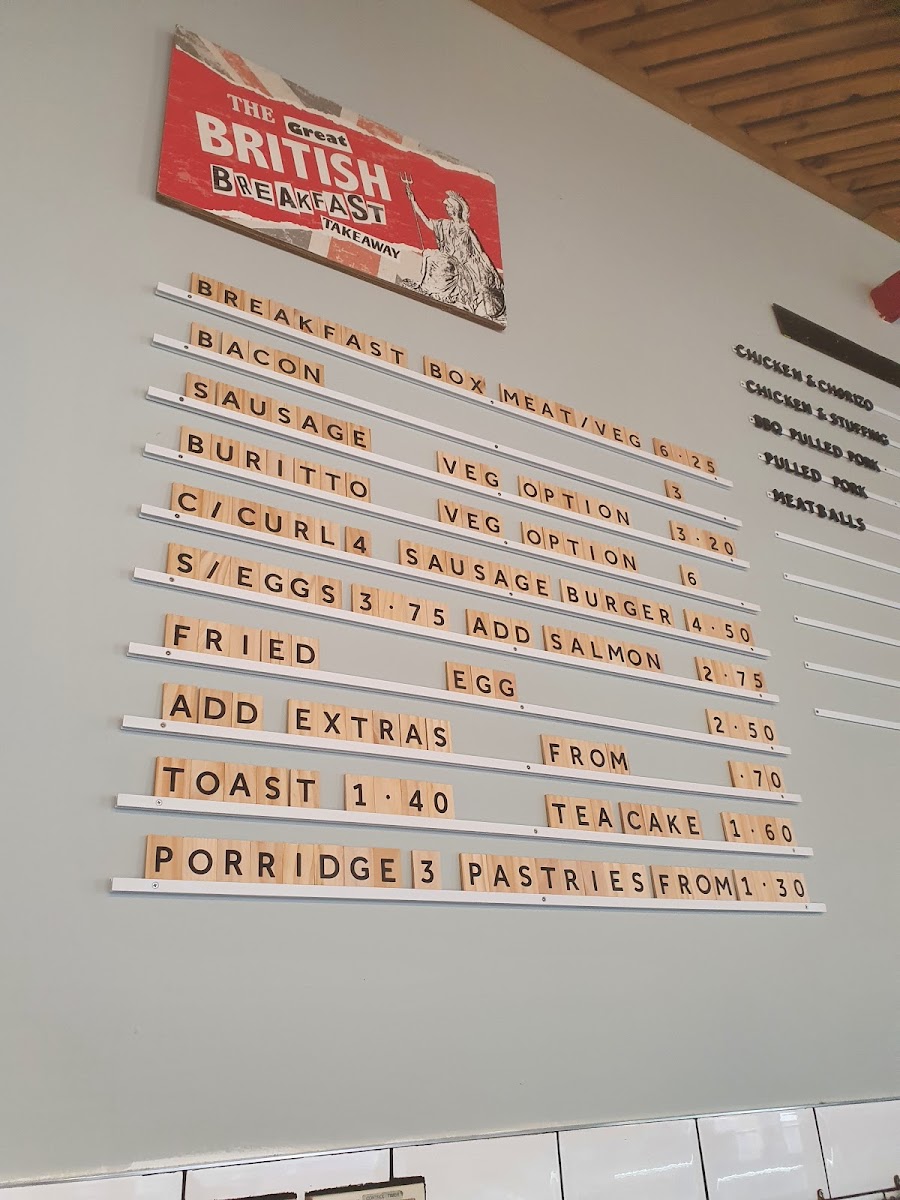 THE Great
BRITISH
BREAKFAST
TAKEAWAY
BREAKFAST BOX MEAT/VEG 6·25
BACON 3
SAUSAGE VEG OPTION 3·20
BURITTO VEG OPTION 6
C/CURL 4 SAUSAGE BURGER 4·50
S/EGGS 3·75 ADD SALMON 2·75
FRIED EGG 2·50
ADD EXTRAS FROM ·70
TOAST 1·40 TEACAKE 1·60
PORRIDGE 3 PASTRIES FROM 1·30
CHICKEN & CHORIZO
CHICKEN & STUFFING
BBQ PULLED PORK
PULLED PORK
MEATBALLS